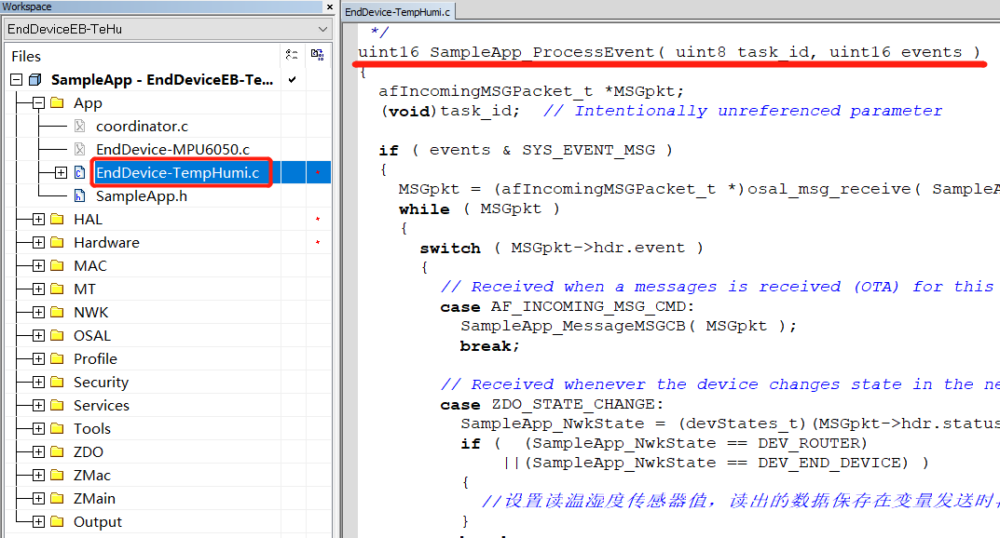 Workspace
EndDeviceEB-TeHu
Files
SampleApp - EndDeviceEB-Te...
App
coordinator.c
EndDevice-MPU6050.c
EndDevice-TempHumi.c
SampleApp.h
HAL
Hardware
MAC
MT
NWK
OSAL
Profile
Security
Services
Tools
ZDO
ZMac
ZMain
Output
EndDevice-TempHumi.c
*/
uint16 SampleApp_ProcessEvent( uint8 task_id, uint16 events )
{
afIncomingMSGPacket_t *MSGpkt;
(void)task_id; // Intentionally unreferenced parameter
if ( events & SYS_EVENT_MSG )
{
MSGpkt = (afIncomingMSGPacket_t *)osal_msg_receive( SampleA
while ( MSGpkt )
{
switch ( MSGpkt->hdr.event )
{
// Received when a messages is received (OTA) for this
case AF_INCOMING_MSG_CMD:
SampleApp_MessageMSGCB( MSGpkt );
break;
// Received whenever the device changes state in the ne
case ZDO_STATE_CHANGE:
SampleApp_NwkState = (devStates_t)(MSGpkt->hdr.status
if ( (SampleApp_NwkState == DEV_ROUTER)
||(SampleApp_NwkState == DEV_END_DEVICE) )
{
//设置读温湿度传感器值，读出的数据保存在变量发送时
}